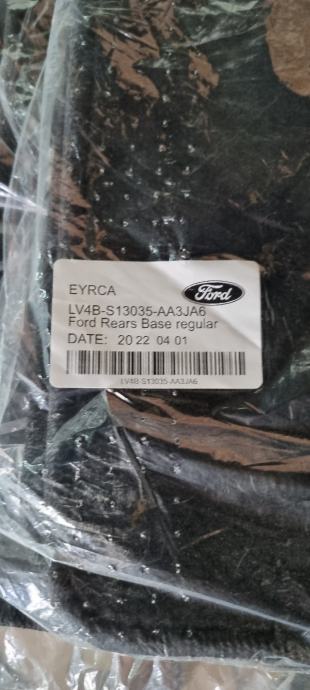 EYRCA
Ford
LV4B-S13035-AA3JA6
Ford Rears Base regular
DATE: 20 22 04 01
LV4B-S13035-AA3JA6